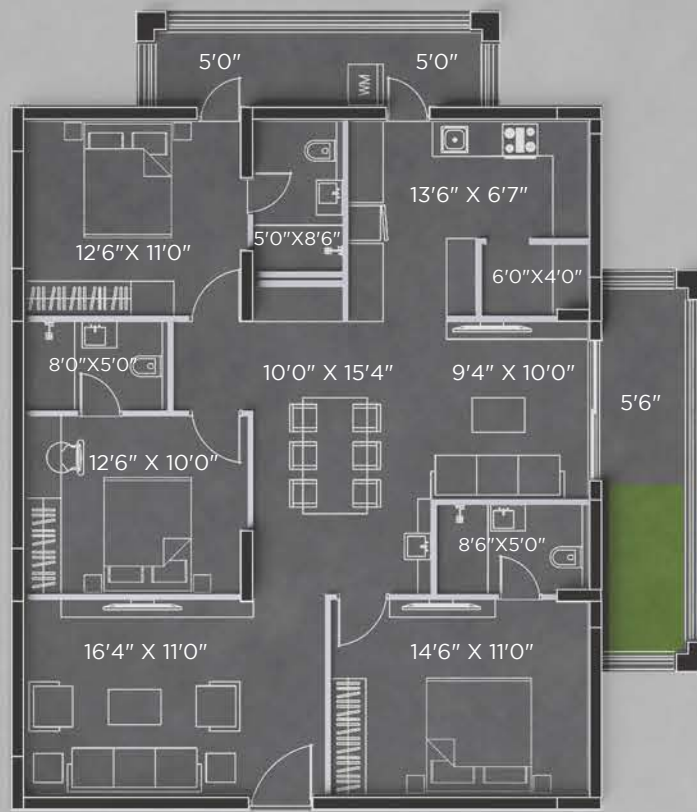 5'0"
5'0"
WM
13'6" X 6'7"
12'6"X 11'0"
5'0"X8'6"
6'0"X4'0"
8'0"X5'0"
10'0" X 15'4"
9'4" X 10'0"
5'6"
12'6" X 10'0"
8'6"X5'0"
16'4" X 11'0"
14'6" X 11'0"